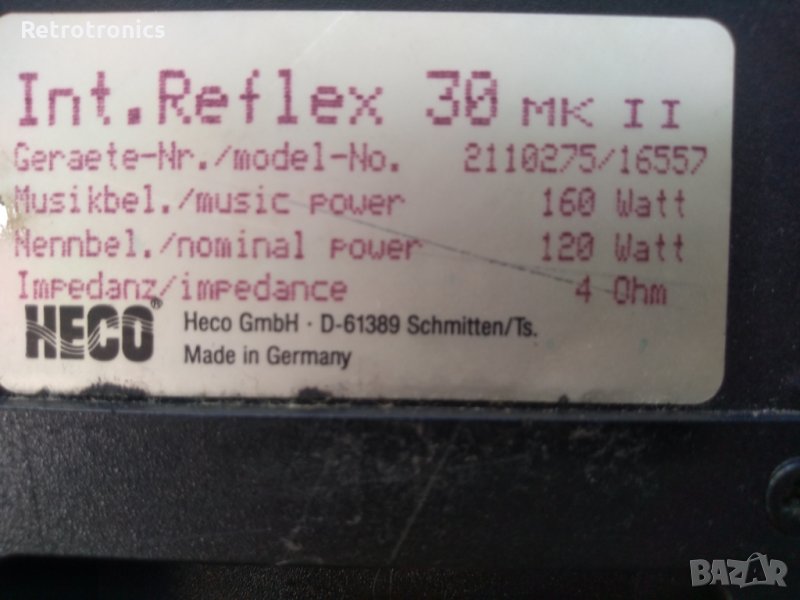 Retrotronics
Int.Reflex 30 MK II
Geraete-Nr./model-No. 2110275/16557
Musikbel./music power 160 Watt
Nennbel./nominal power 120 Watt
Impedanz/impedance 4 Ohm
HECO® Heco GmbH · D-61389 Schmitten/Ts.
Made in Germany
BAZAR